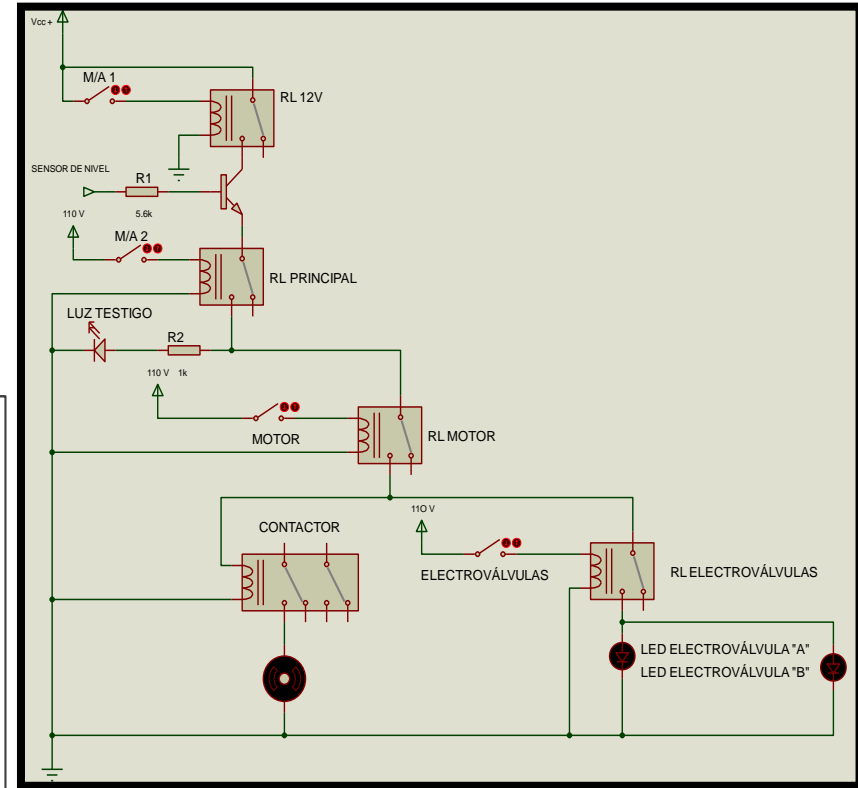 Vcc+
M/A 1
RL 12V
SENSOR DE NIVEL
R1
110 V
5.6k
M/A 2
RL PRINCIPAL
LUZ TESTIGO
R2
110 V
1k
MOTOR
RL MOTOR
11O V
CONTACTOR
ELECTROVÁLVULAS
RL ELECTROVÁLVULAS
LED ELECTROVÁLVULA "A"
LED ELECTROVÁLVULA "B"